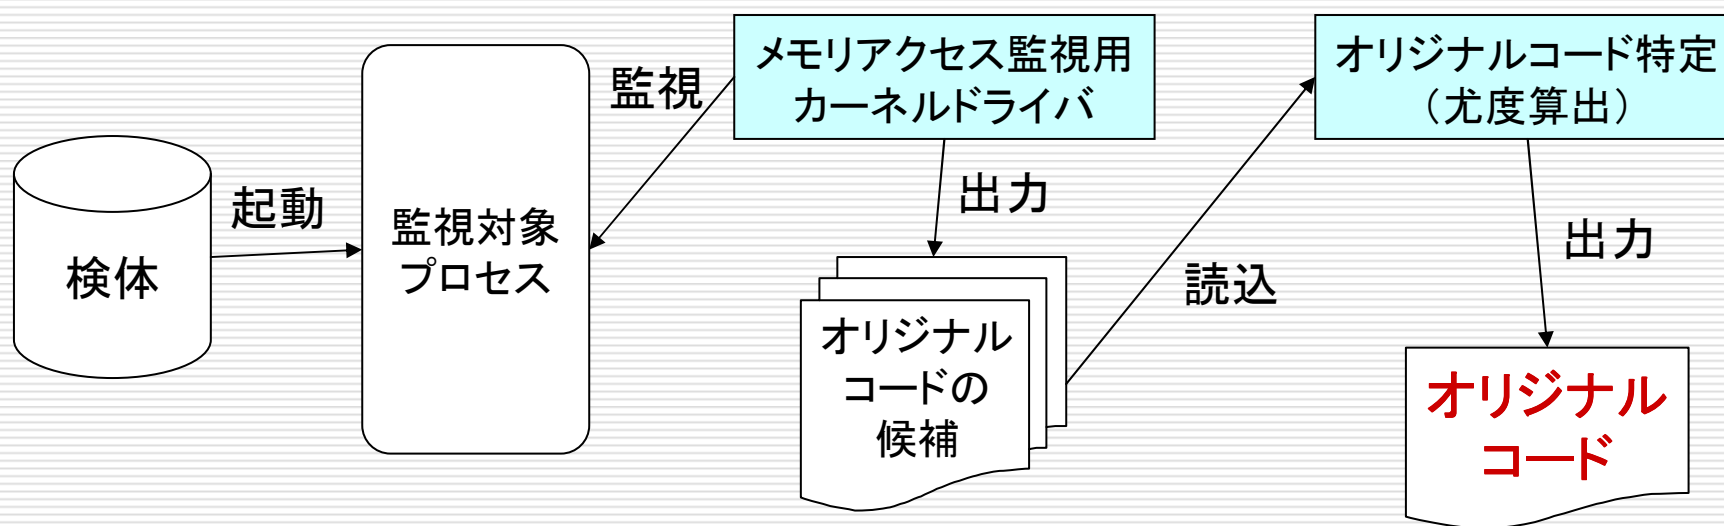 検体
起動
監視対象
プロセス
監視
メモリアクセス監視用
カーネルドライバ
出力
オリジナル
コードの
候補
読込
オリジナルコード特定
（尤度算出）
出力
オリジナル
コード